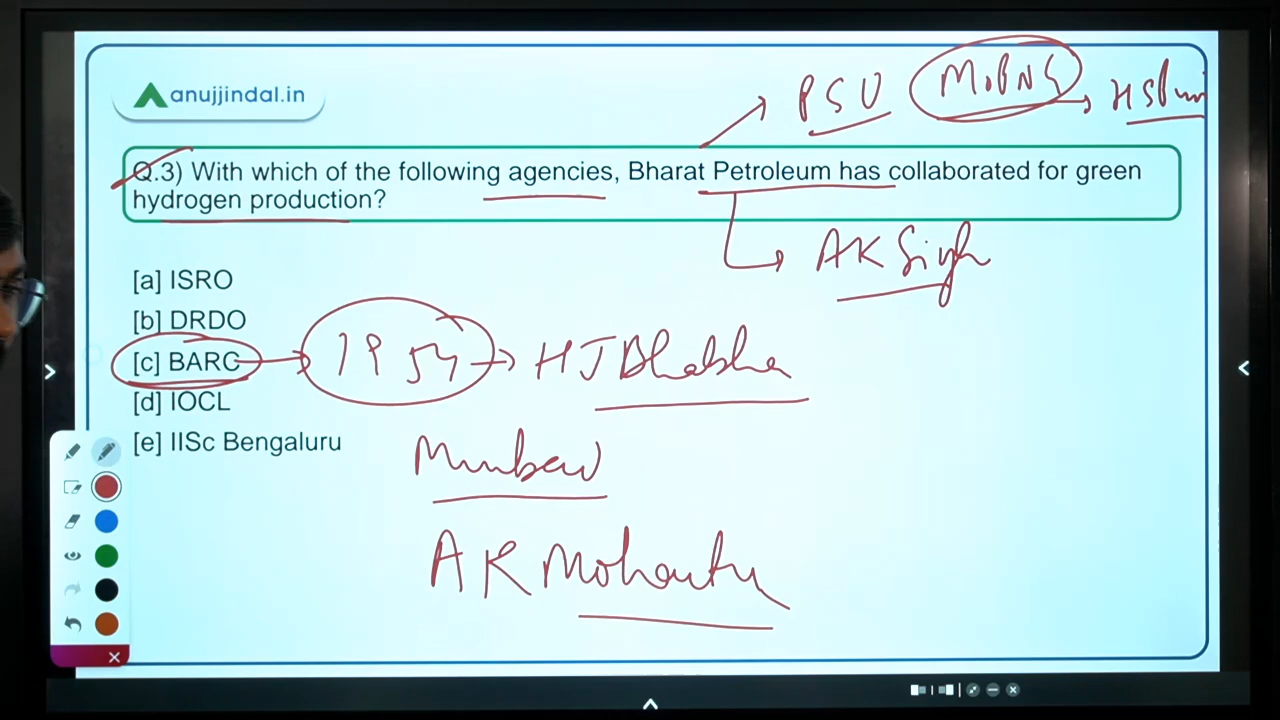 anujjindal.in
PSU MoPNG HSPuri
Q.3) With which of the following agencies, Bharat Petroleum has collaborated for green
hydrogen production?
AK Singh
[a] ISRO
[b] DRDO
[c] BARC 1954 HJ Bhabha
[d] IOCL
[e] IISc Bengaluru
Mumbai
AK Mohanty